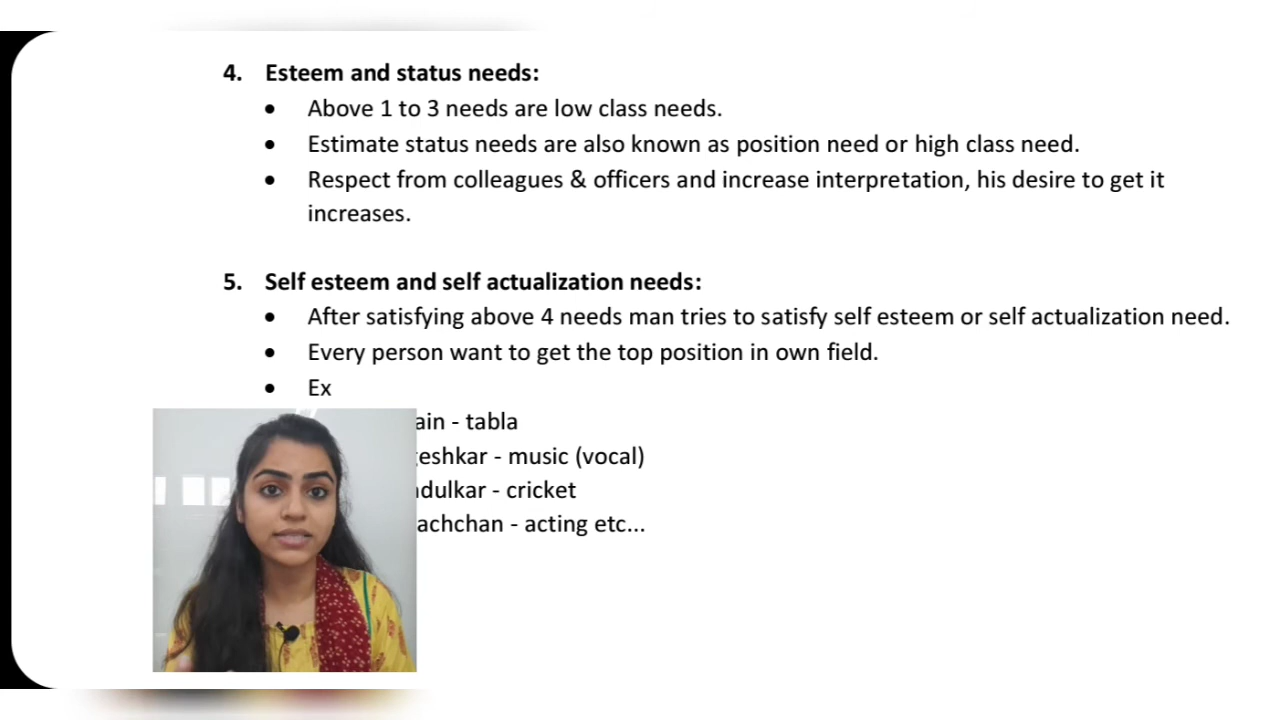 4. Esteem and status needs:
• Above 1 to 3 needs are low class needs.
• Estimate status needs are also known as position need or high class need.
• Respect from colleagues & officers and increase interpretation, his desire to get it
increases.
5. Self esteem and self actualization needs:
• After satisfying above 4 needs man tries to satisfy self esteem or self actualization need.
• Every person want to get the top position in own field.
• Ex
- tabla
- music (vocal)
- cricket
- acting etc...